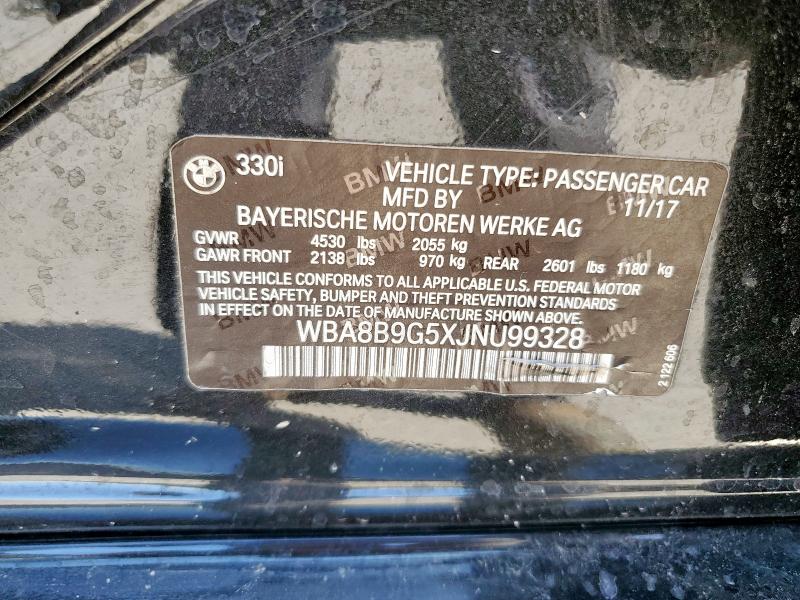 330i VEHICLE TYPE: PASSENGER CAR
MFD BY 11/17
BAYERISCHE MOTOREN WERKE AG
GVWR 4530 lbs 2055 kg
GAWR FRONT 2138 lbs 970 kg REAR 2601 lbs 1180 kg
THIS VEHICLE CONFORMS TO ALL APPLICABLE U.S. FEDERAL MOTOR
VEHICLE SAFETY, BUMPER AND THEFT PREVENTION STANDARDS
IN EFFECT ON THE DATE OF MANUFACTURE SHOWN ABOVE.
WBA8B9G5XJNU99328
2 122 606